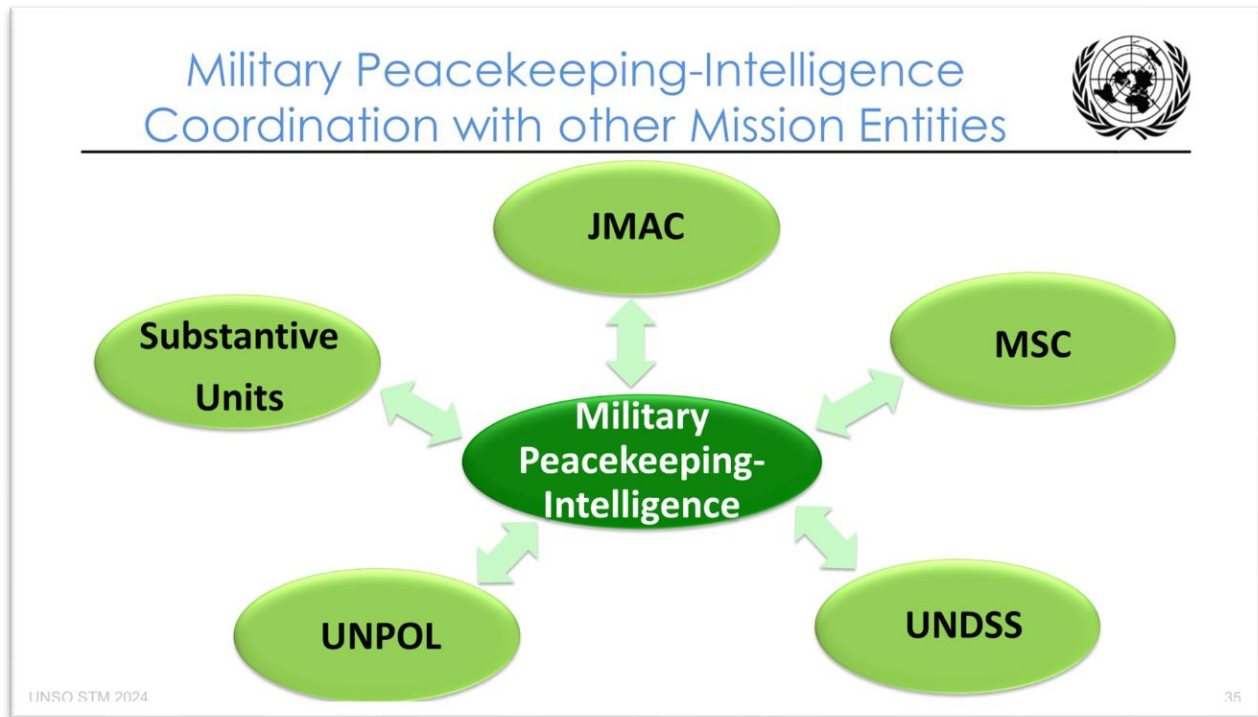 Military Peacekeeping-Intelligence
Coordination with other Mission Entities
JMAC
Substantive
Units
MSC
Military
Peacekeeping-
Intelligence
UNPOL
UNDSS
UNSO STM 2024
35